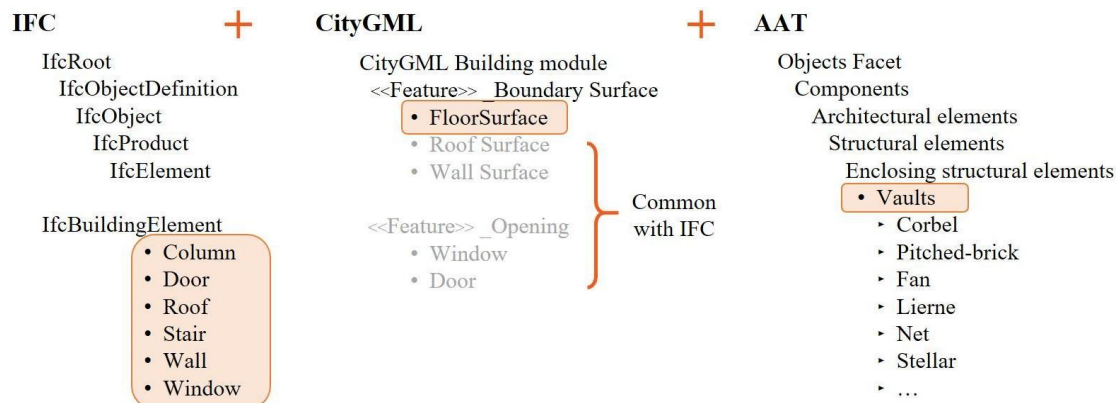 IFC
+
CityGML
+
AAT
IfcRoot
IfcObjectDefinition
IfcObject
IfcProduct
IfcElement
IfcBuildingElement
• Column
• Door
• Roof
• Stair
• Wall
• Window
CityGML Building module
<<Feature>> _Boundary Surface
• FloorSurface
• Roof Surface
• Wall Surface
<<Feature>> _Opening
• Window
• Door
Common
with IFC
Objects Facet
Components
Architectural elements
Structural elements
Enclosing structural elements
• Vaults
‣ Corbel
‣ Pitched-brick
‣ Fan
‣ Lierne
‣ Net
‣ Stellar
‣ …